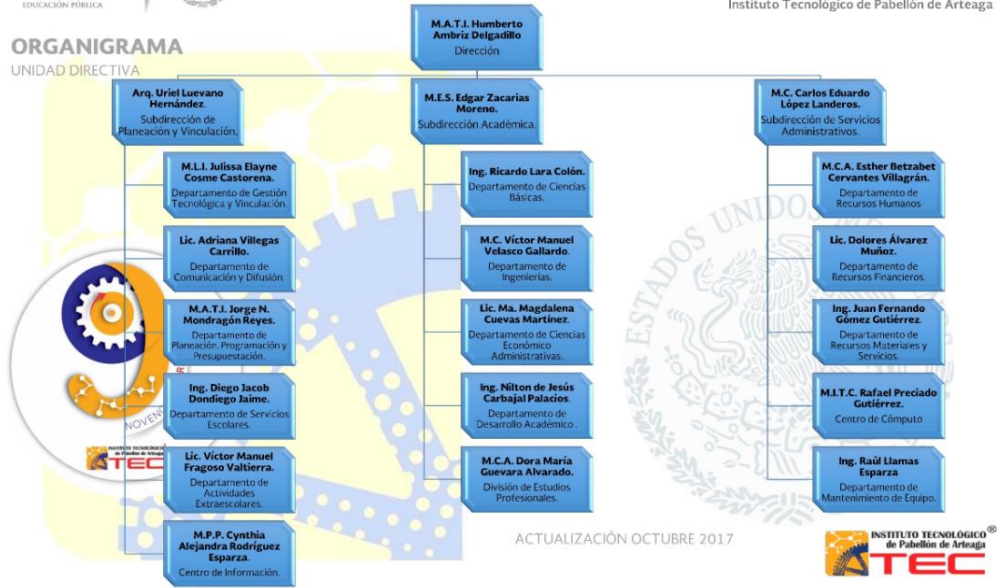 EDUCACIÓN PÚBLICA
Instituto Tecnológico de Pabellón de Arteaga
ORGANIGRAMA
UNIDAD DIRECTIVA
M.A.T.I. Humberto
Ambriz Delgadillo
Dirección
Arq. Uriel Luevano
Hernández.
Subdirección de
Planeación y Vinculación.
M.L.I. Julissa Elayne
Cosme Castorena.
Departamento de Gestión
Tecnológica y Vinculación.
Lic. Adriana Villegas
Carrillo.
Departamento de
Comunicación y Difusión.
M.A.T.I. Jorge N.
Mondragón Reyes.
Departamento de
Planeación, Programación y
Presupuestación.
Ing. Diego Jacob
Dondiego Jaime.
Departamento de Servicios
Escolares.
Lic. Víctor Manuel
Fragoso Valtierra.
Departamento de
Actividades
Extraescolares.
M.P.P. Cynthia
Alejandra Rodríguez
Esparza.
Centro de Información.
M.E.S. Edgar Zacarias
Moreno.
Subdirección Académica.
Ing. Ricardo Lara Colón.
Departamento de Ciencias
Básicas.
M.C. Víctor Manuel
Velasco Gallardo.
Departamento de
Ingenierías.
Lic. Ma. Magdalena
Cuevas Martínez.
Departamento de Ciencias
Económico
Administrativas.
Ing. Nilton de Jesús
Carbajal Palacios.
Departamento de
Desarrollo Académico .
M.C.A. Dora María
Guevara Alvarado.
División de Estudios
Profesionales.
M.C. Carlos Eduardo
López Landeros.
Subdirección de Servicios
Administrativos.
M.C.A. Esther Betzabet
Cervantes Villagrán.
Departamento de
Recursos Humanos
Lic. Dolores Álvarez
Muñoz.
Departamento de
Recursos Financieros.
Ing. Juan Fernando
Gómez Gutiérrez.
Departamento de
Recursos Materiales y
Servicios.
M.I.T.C. Rafael Preciado
Gutiérrez.
Centro de Cómputo
Ing. Raúl Llamas
Esparza
Departamento de
Mantenimiento de Equipo.
ESTADOS UNIDOS
INSTITUTO TECNOLÓGICO
de Pabellón de Arteaga
TEC
ACTUALIZACIÓN OCTUBRE 2017
INSTITUTO TECNOLÓGICO®
de Pabellón de Arteaga
TEC